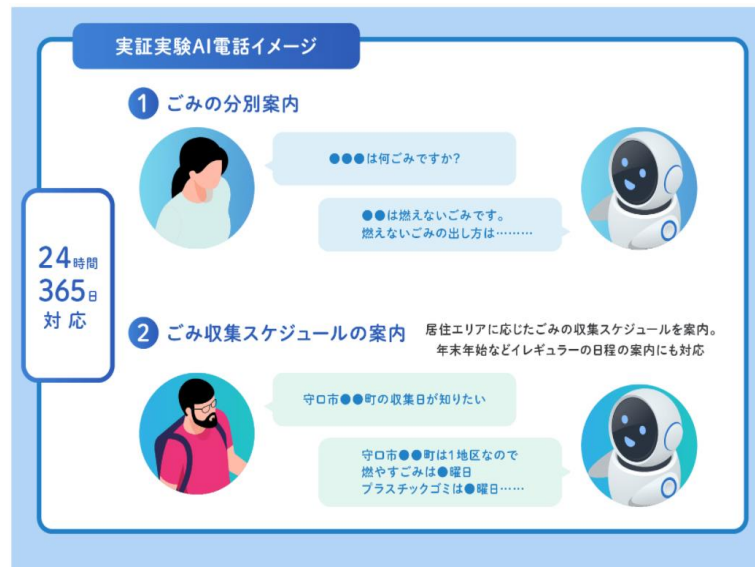 実証実験AI電話イメージ
1 ごみの分別案内
●●●は何ごみですか?
●●は燃えないごみです。
燃えないごみの出し方は………
24時間
365日
対応
2 ごみ収集スケジュールの案内
居住エリアに応じたごみの収集スケジュールを案内。
年末年始などイレギュラーの日程の案内にも対応
守口市●●町の収集日が知りたい
守口市●●町は1地区なので
燃やすごみは●曜日
プラスチックゴミは●曜日……